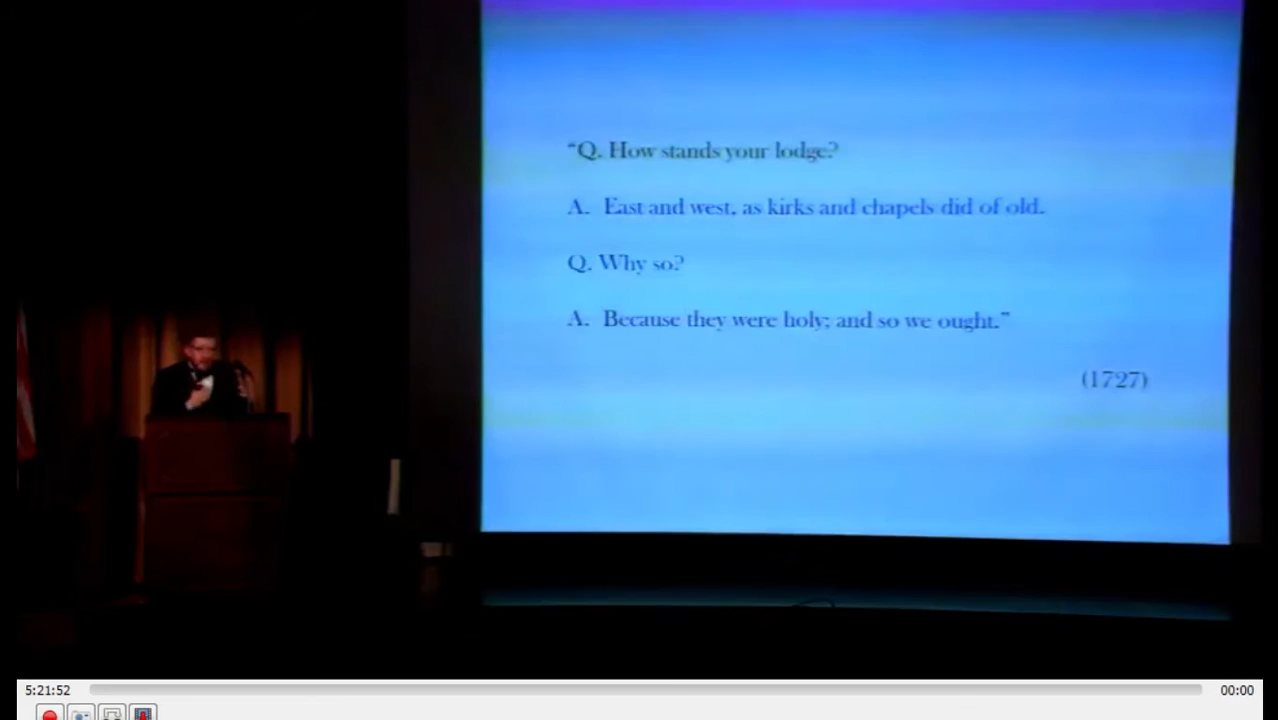 “Q. How stands your lodge?
A. East and west, as kirks and chapels did of old.
Q. Why so?
A. Because they were holy; and so we ought.”
(1727)
5:21:52
00:00